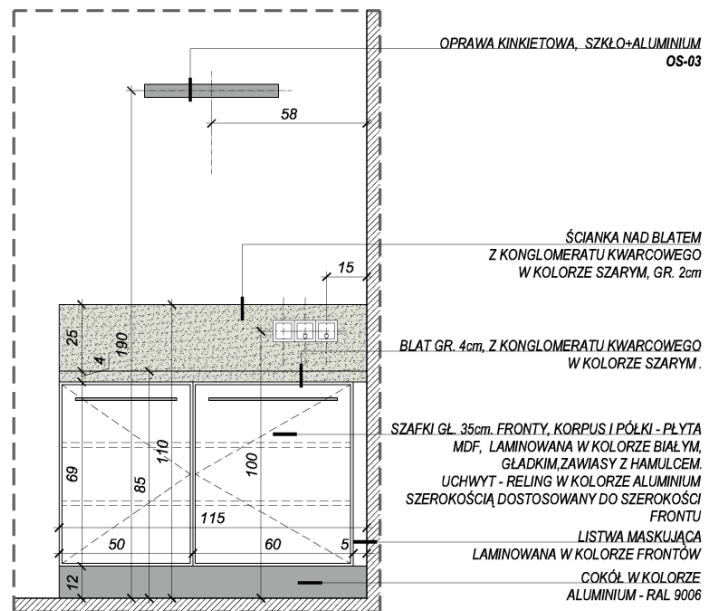 OPRAWA KINKIETOWA, SZKŁO+ALUMINIUM
OS-03
58
ŚCIANKA NAD BLATEM
Z KONGLOMERATU KWARCOWEGO
W KOLORZE SZARYM, GR. 2cm
15
25
190
4
BLAT GR. 4cm, Z KONGLOMERATU KWARCOWEGO
W KOLORZE SZARYM .
SZAFKI GŁ. 35cm. FRONTY, KORPUS I PÓŁKI - PŁYTA
MDF, LAMINOWANA W KOLORZE BIAŁYM,
GŁADKIM,ZAWIASY Z HAMULCEM.
UCHWYT - RELING W KOLORZE ALUMINIUM
SZEROKOŚCIĄ DOSTOSOWANY DO SZEROKOŚCI
FRONTU
69
85
110
100
115
50
60
5
LISTWA MASKUJĄCA
LAMINOWANA W KOLORZE FRONTÓW
12
COKÓŁ W KOLORZE
ALUMINIUM - RAL 9006